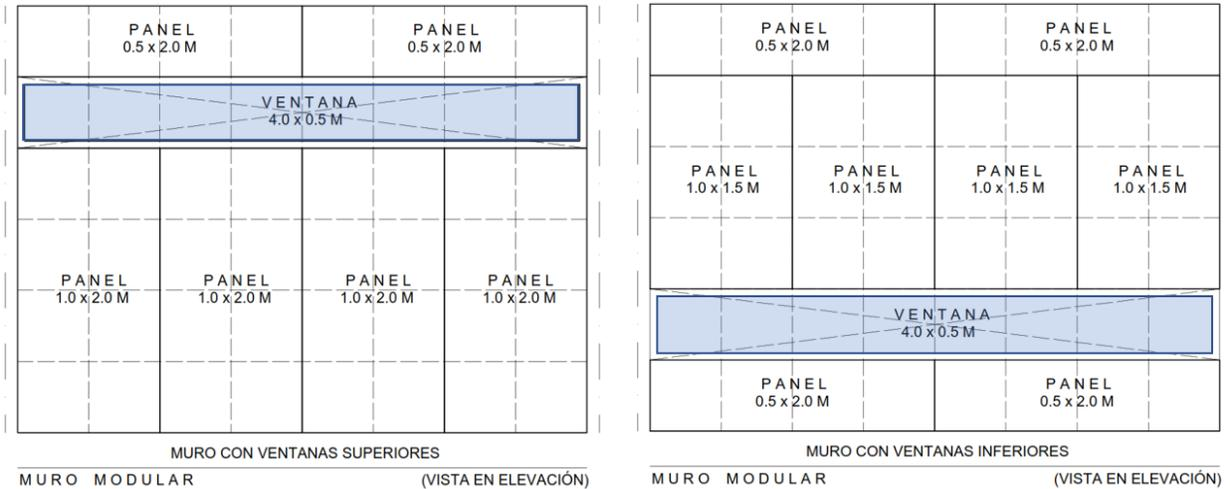 PANEL
0.5 x 2.0 M
PANEL
0.5 x 2.0 M
VENTANA
4.0 x 0.5 M
PANEL
1.0 x 2.0 M
PANEL
1.0 x 2.0 M
PANEL
1.0 x 2.0 M
PANEL
1.0 x 2.0 M
MURO CON VENTANAS SUPERIORES
MURO MODULAR (VISTA EN ELEVACIÓN)
PANEL
0.5 x 2.0 M
PANEL
0.5 x 2.0 M
PANEL
1.0 x 1.5 M
PANEL
1.0 x 1.5 M
PANEL
1.0 x 1.5 M
PANEL
1.0 x 1.5 M
VENTANA
4.0 x 0.5 M
PANEL
0.5 x 2.0 M
PANEL
0.5 x 2.0 M
MURO CON VENTANAS INFERIORES
MURO MODULAR (VISTA EN ELEVACIÓN)